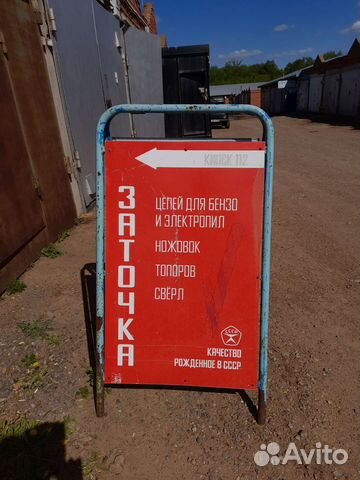 КИОСК 112
ЗАТОЧКА
ЦЕПЕЙ ДЛЯ БЕНЗО
И ЭЛЕКТРОПИЛ
НОЖОВОК
ТОПОРОВ
СВЁРЛ
СССР
КАЧЕСТВО
РОЖДЕННОЕ В СССР
Avito